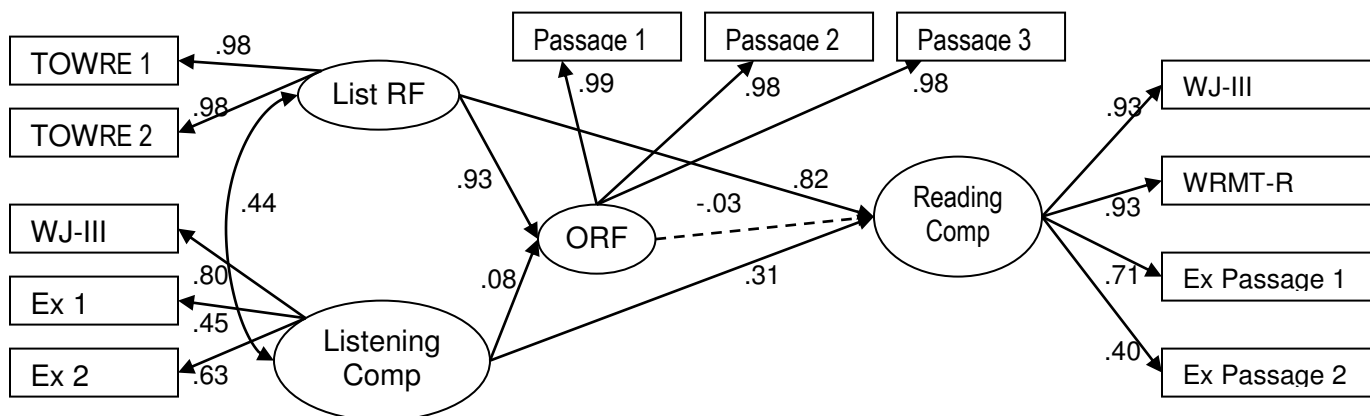 TOWRE 1
TOWRE 2
WJ-III
Ex 1
Ex 2
.98
.98
.44
.80
.45
.63
List RF
Listening
Comp
.93
.08
ORF
Passage 1
Passage 2
Passage 3
.99
.98
.98
.82
-.03
.31
Reading
Comp
.93
.93
.71
.40
WJ-III
WRMT-R
Ex Passage 1
Ex Passage 2